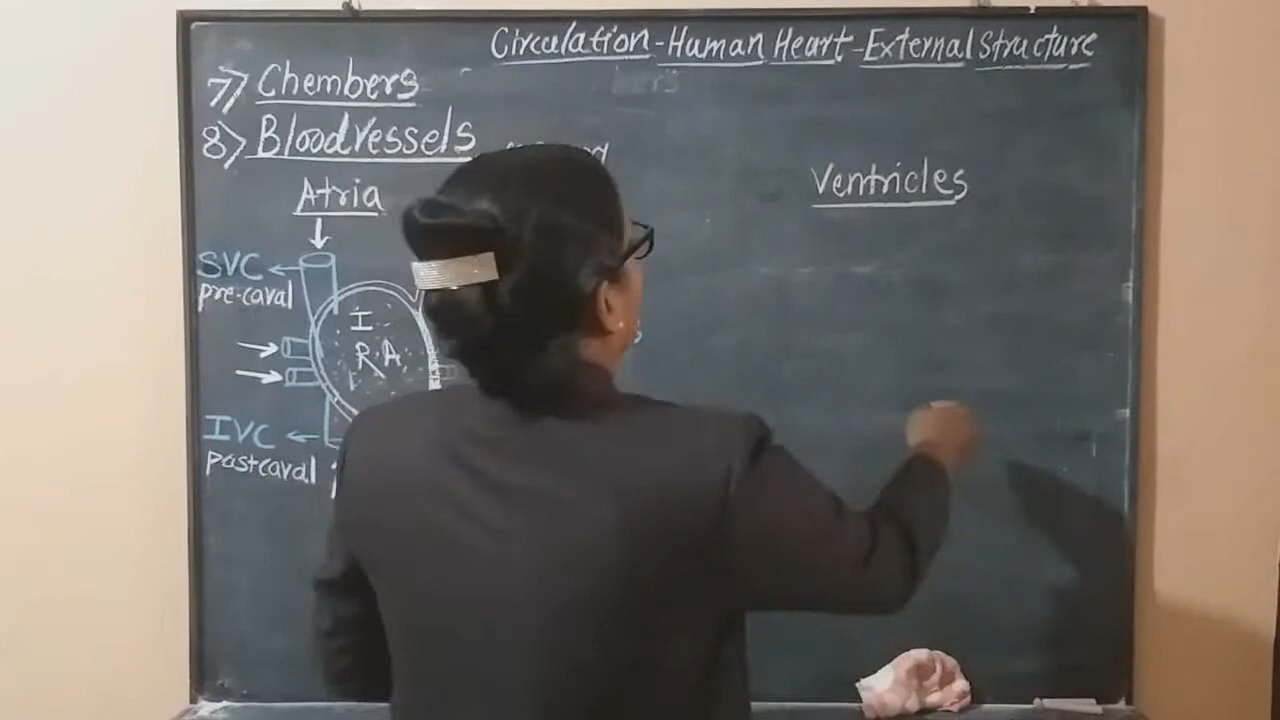 Circulation-Human Heart-External Structure
7> Chembers
8> Bloodvessels
Atria
Ventricles
SVC
pre-caval
I
R.A
IVC
postcaval